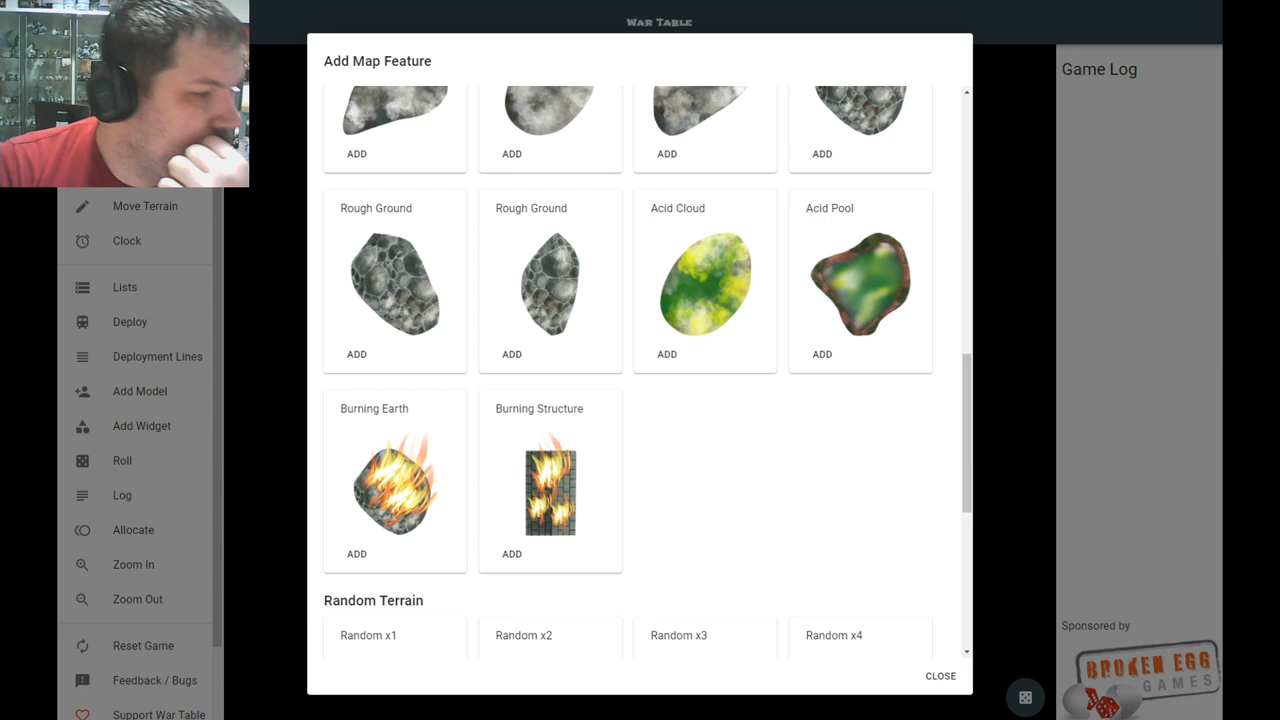 War Table
Add Map Feature
Game Log
ADD
ADD
ADD
ADD
Rough Ground
Rough Ground
Acid Cloud
Acid Pool
ADD
ADD
ADD
ADD
Burning Earth
Burning Structure
ADD
ADD
Random Terrain
Random x1
Random x2
Random x3
Random x4
CLOSE
Move Terrain
Clock
Lists
Deploy
Deployment Lines
Add Model
Add Widget
Roll
Log
Allocate
Zoom In
Zoom Out
Reset Game
Feedback / Bugs
Support War Table
Sponsored by
BROKEN EGG
GAMES